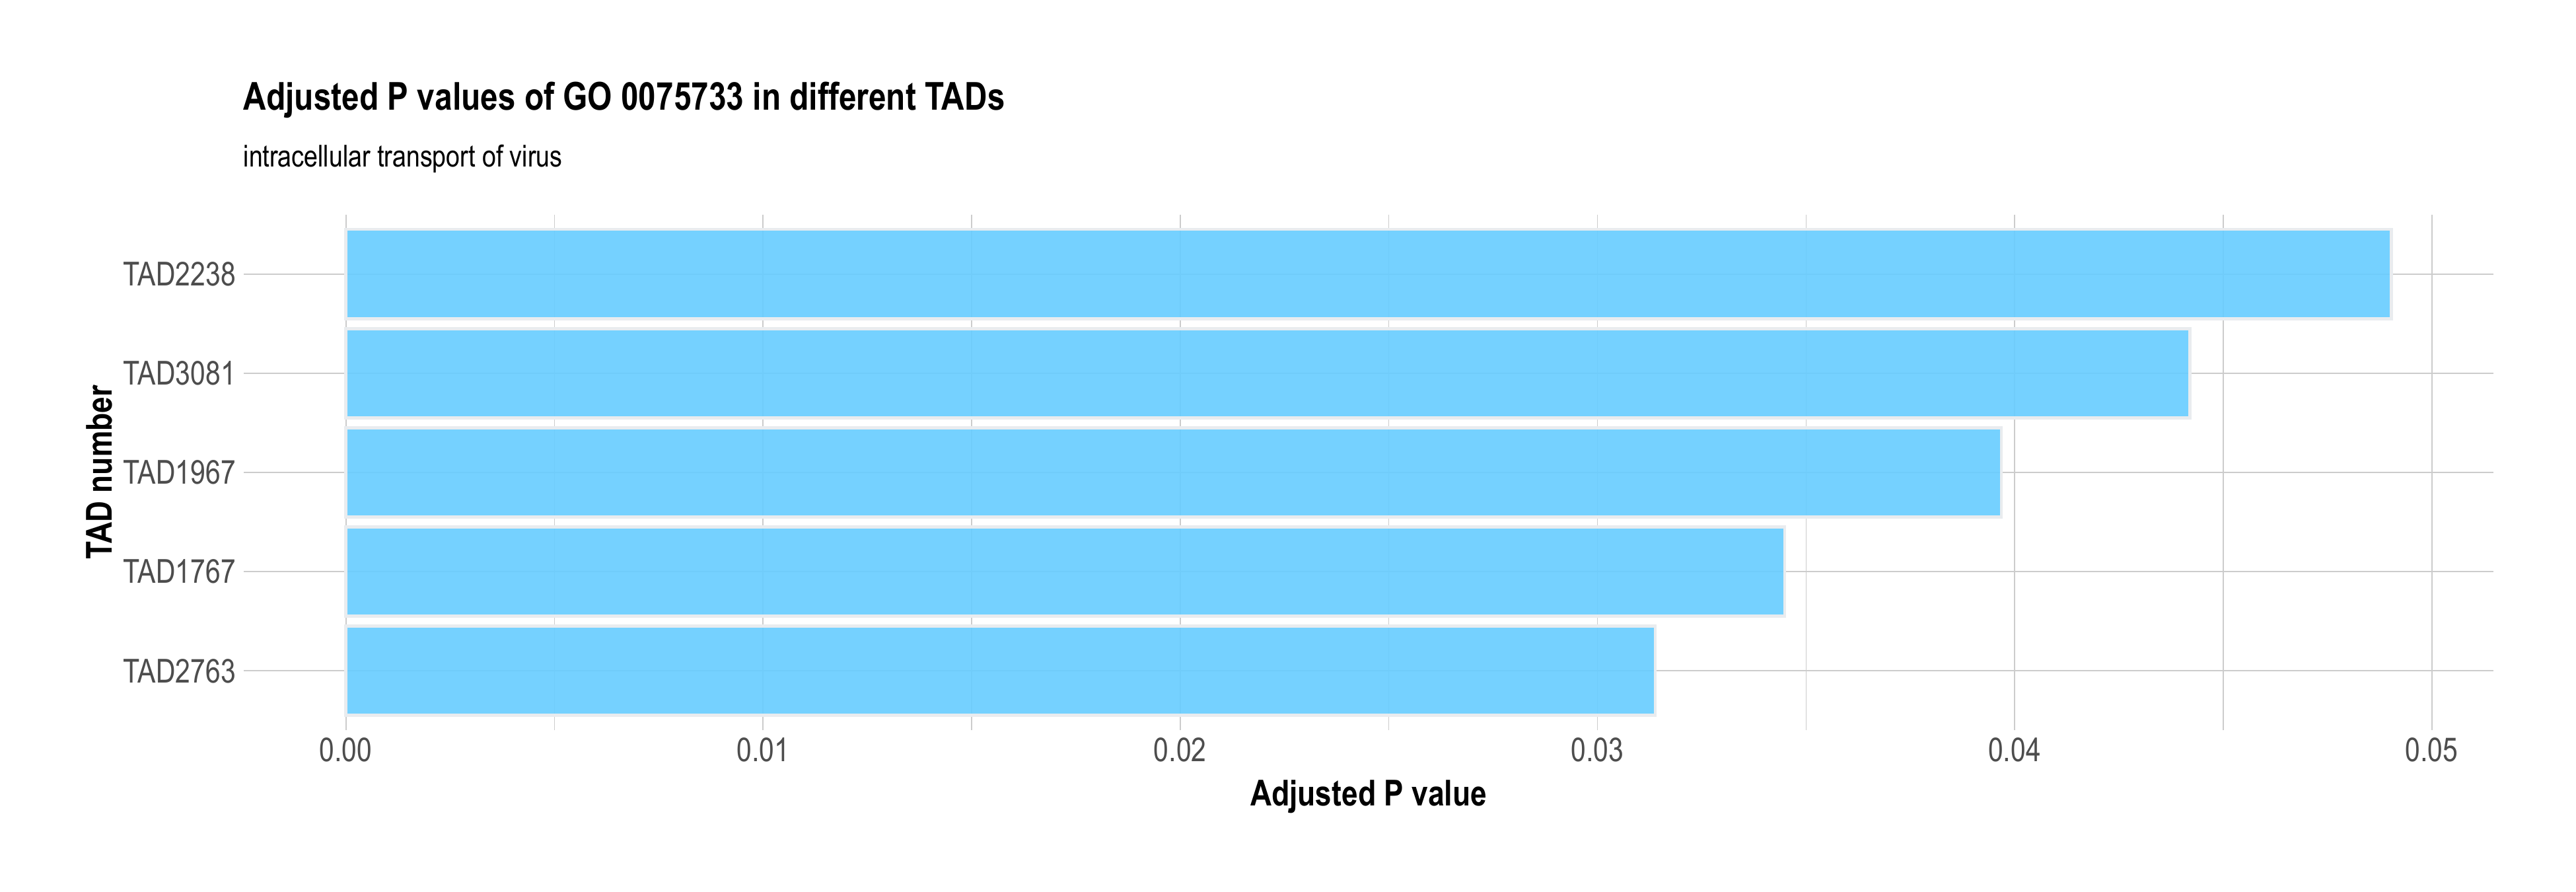 Adjusted P values of GO 0075733 in different TADs
intracellular transport of virus
TAD number
TAD2238
TAD3081
TAD1967
TAD1767
TAD2763
0.00 0.01 0.02 0.03 0.04 0.05
Adjusted P value